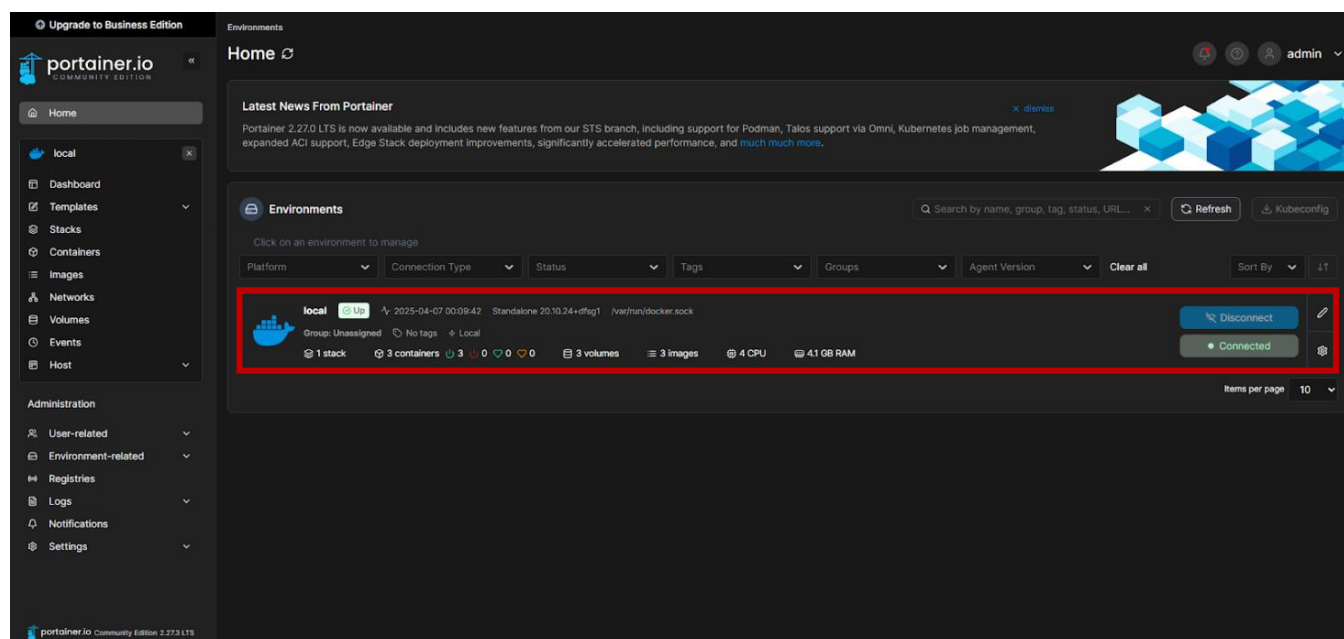 Upgrade to Business Edition
portainer.io
COMMUNITY EDITION
Home
local
Dashboard
Templates
Stacks
Containers
Images
Networks
Volumes
Events
Host
Administration
User-related
Environment-related
Registries
Logs
Notifications
Settings
portainer.io Community Edition 2.27.3 LTS
Environments
Home
admin
Latest News From Portainer
dismiss
Portainer 2.27.0 LTS is now available and includes new features from our STS branch, including support for Podman, Talos support via Omni, Kubernetes job management,
expanded ACI support, Edge Stack deployment improvements, significantly accelerated performance, and much much more.
Environments
Search by name, group, tag, status, URL...
Refresh
Kubeconfig
Click on an environment to manage
Platform Connection Type Status Tags Groups Agent Version Clear all Sort By
local Up 2025-04-07 00:09:42 Standalone 20.10.24+dfsg1 /var/run/docker.sock
Group: Unassigned No tags Local
1 stack 3 containers 3 0 0 0 3 volumes 3 images 4 CPU 4.1 GB RAM
Disconnect
Connected
Items per page 10